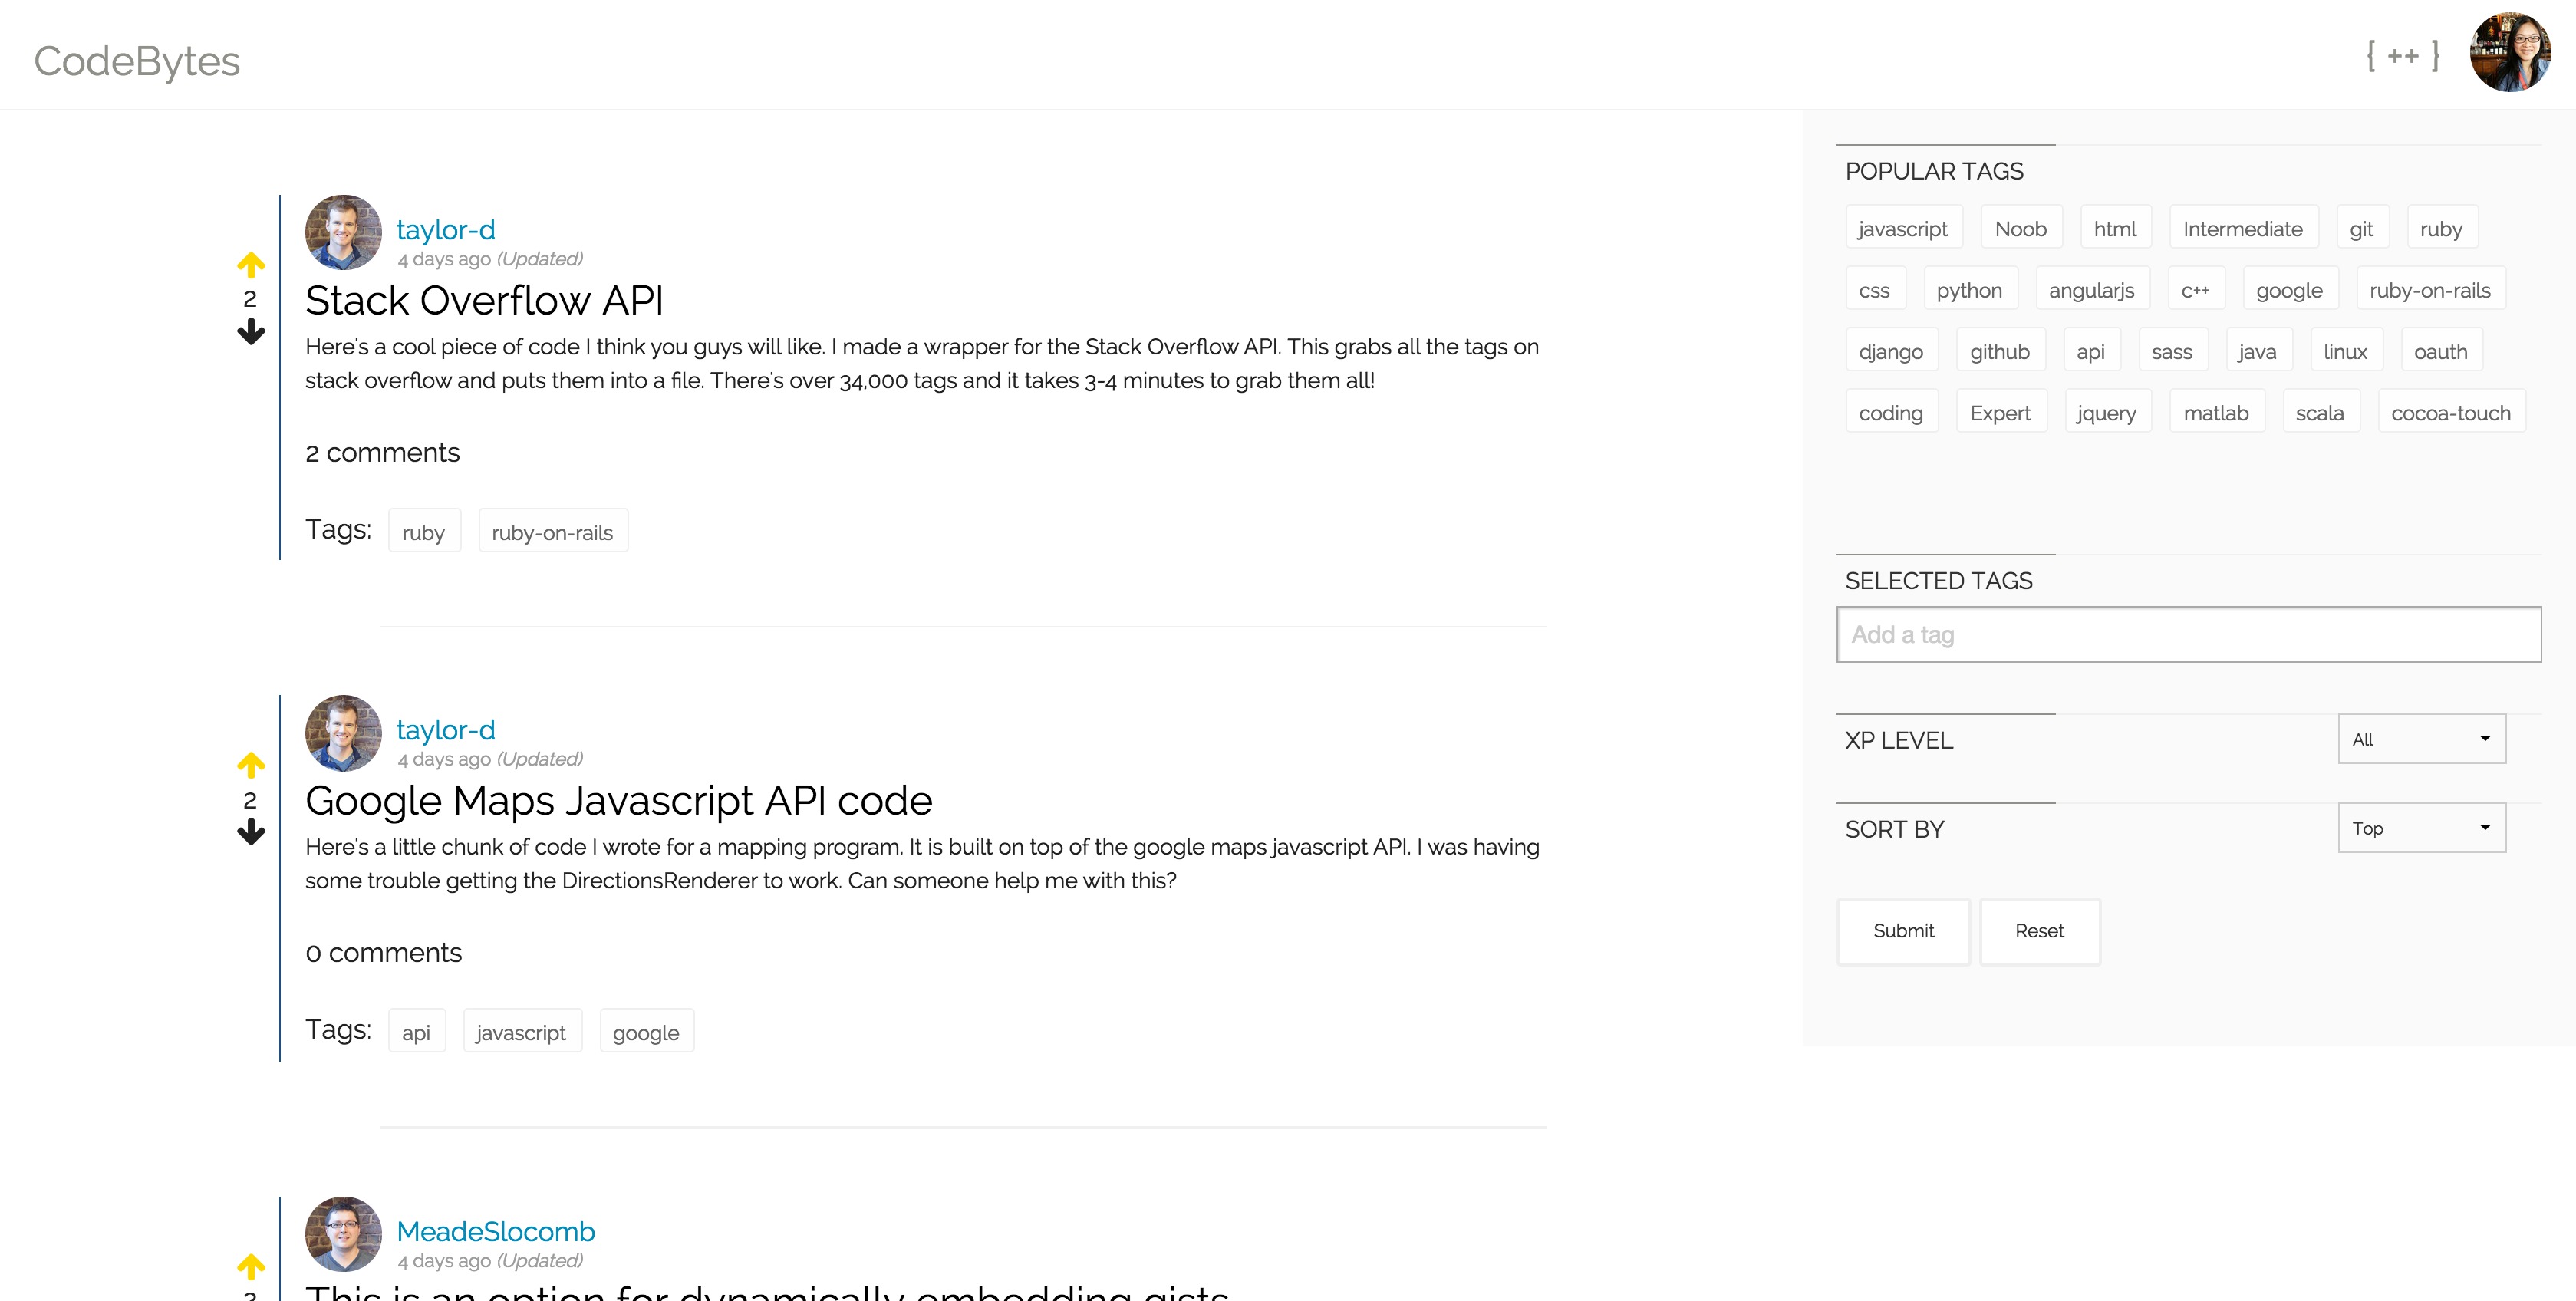 CodeBytes
{ ++ }
taylor-d
4 days ago (Updated)
2
Stack Overflow API
Here's a cool piece of code I think you guys will like. I made a wrapper for the Stack Overflow API. This grabs all the tags on
stack overflow and puts them into a file. There's over 34,000 tags and it takes 3-4 minutes to grab them all!
2 comments
Tags: ruby ruby-on-rails
taylor-d
4 days ago (Updated)
2
Google Maps Javascript API code
Here's a little chunk of code I wrote for a mapping program. It is built on top of the google maps javascript API. I was having
some trouble getting the DirectionsRenderer to work. Can someone help me with this?
0 comments
Tags: api javascript google
MeadeSlocomb
4 days ago (Updated)
This is an option for dynamically embedding gists
POPULAR TAGS
javascript Noob html Intermediate git ruby
css python angularjs c++ google ruby-on-rails
django github api sass java linux oauth
coding Expert jquery matlab scala cocoa-touch
SELECTED TAGS
Add a tag
XP LEVEL All
SORT BY Top
Submit Reset